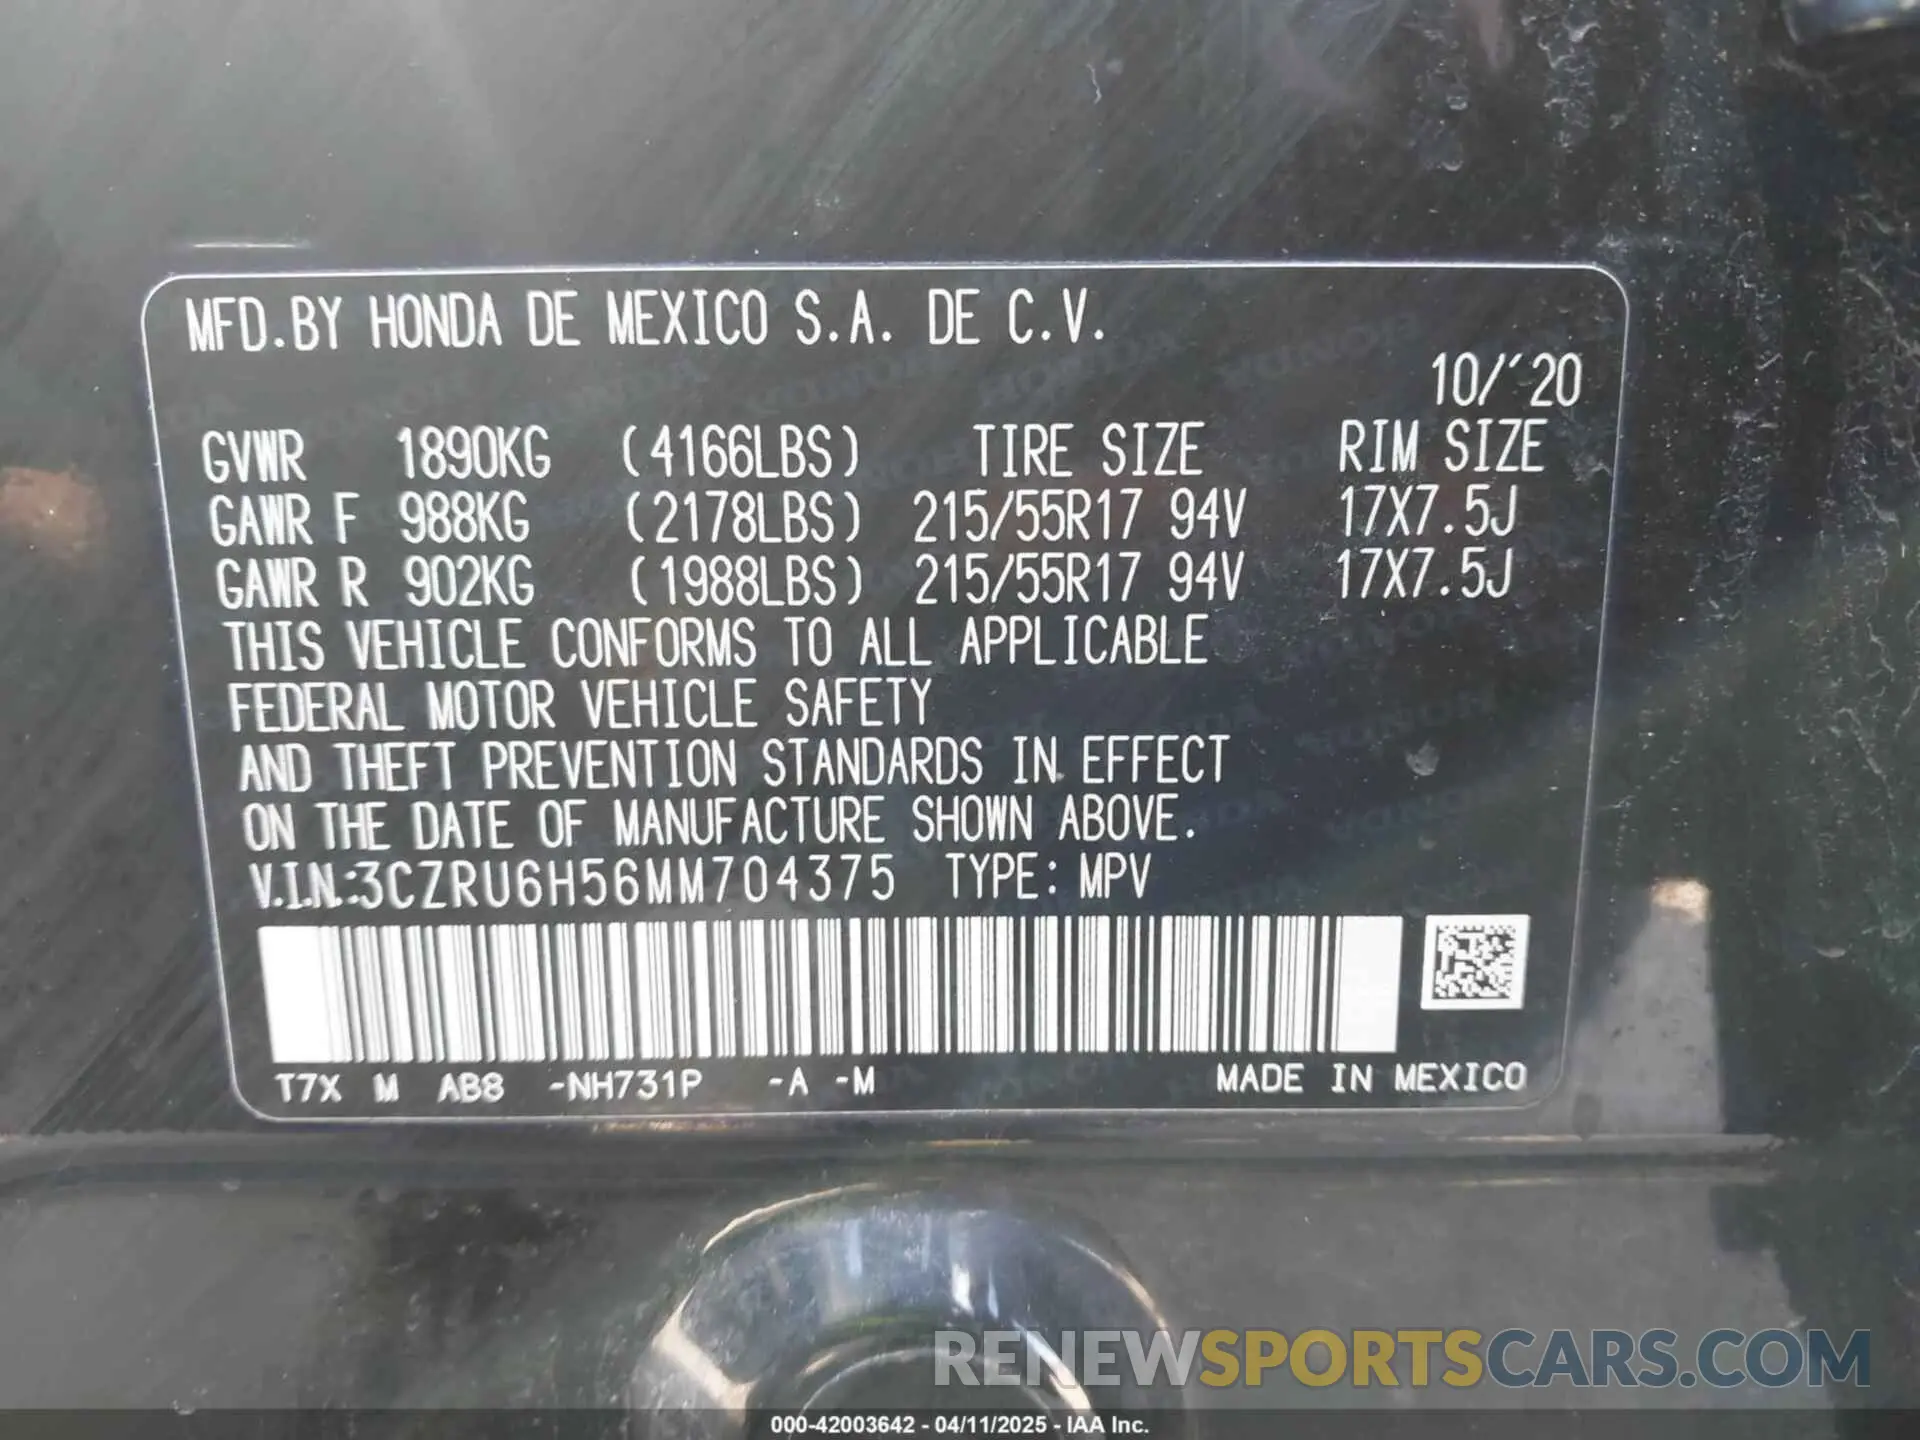 MFD.BY HONDA DE MEXICO S.A. DE C.V.
10/'20
GVWR 1890KG (4166LBS) TIRE SIZE RIM SIZE
GAWR F 988KG (2178LBS) 215/55R17 94V 17X7.5J
GAWR R 902KG (1988LBS) 215/55R17 94V 17X7.5J
THIS VEHICLE CONFORMS TO ALL APPLICABLE
FEDERAL MOTOR VEHICLE SAFETY
AND THEFT PREVENTION STANDARDS IN EFFECT
ON THE DATE OF MANUFACTURE SHOWN ABOVE.
V.I.N.:3CZRU6H56MM704375 TYPE: MPV
T7X M AB8 -NH731P -A -M MADE IN MEXICO
RENEWSPORTSCARS.COM
000-42003642 - 04/11/2025 - IAA Inc.